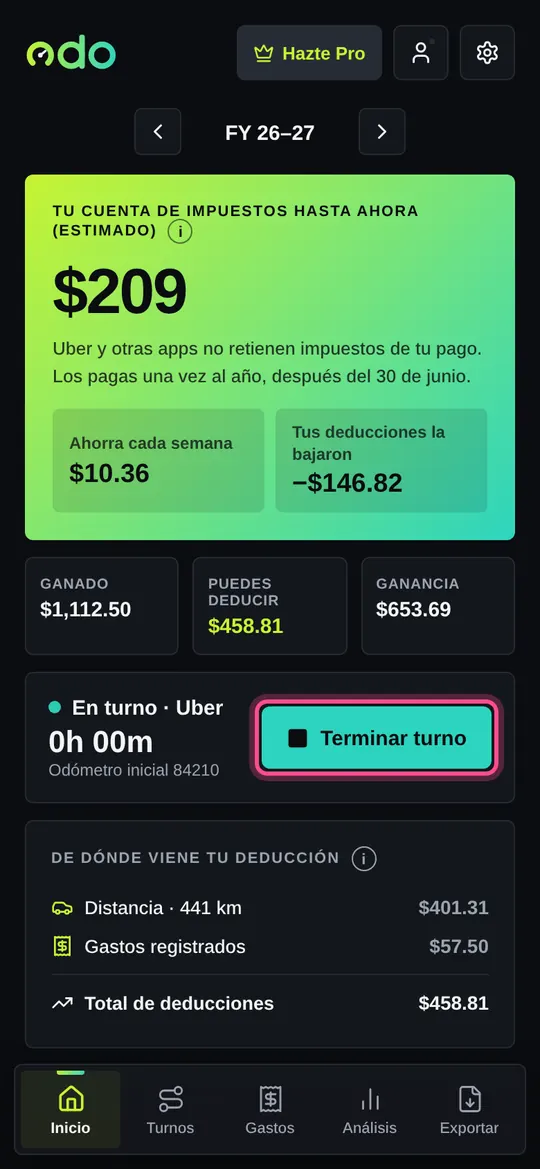 odo
Hazte Pro
FY 26–27
TU CUENTA DE IMPUESTOS HASTA AHORA
(ESTIMADO) i
$209
Uber y otras apps no retienen impuestos de tu pago.
Los pagas una vez al año, después del 30 de junio.
Ahorra cada semana
$10.36
Tus deducciones la
bajaron
−$146.82
GANADO
$1,112.50
PUEDES
DEDUCIR
$458.81
GANANCIA
$653.69
En turno · Uber
0h 00m
Odómetro inicial 84210
Terminar turno
DE DÓNDE VIENE TU DEDUCCIÓN i
Distancia · 441 km
$401.31
Gastos registrados
$57.50
Total de deducciones
$458.81
Inicio
Turnos
Gastos
Análisis
Exportar